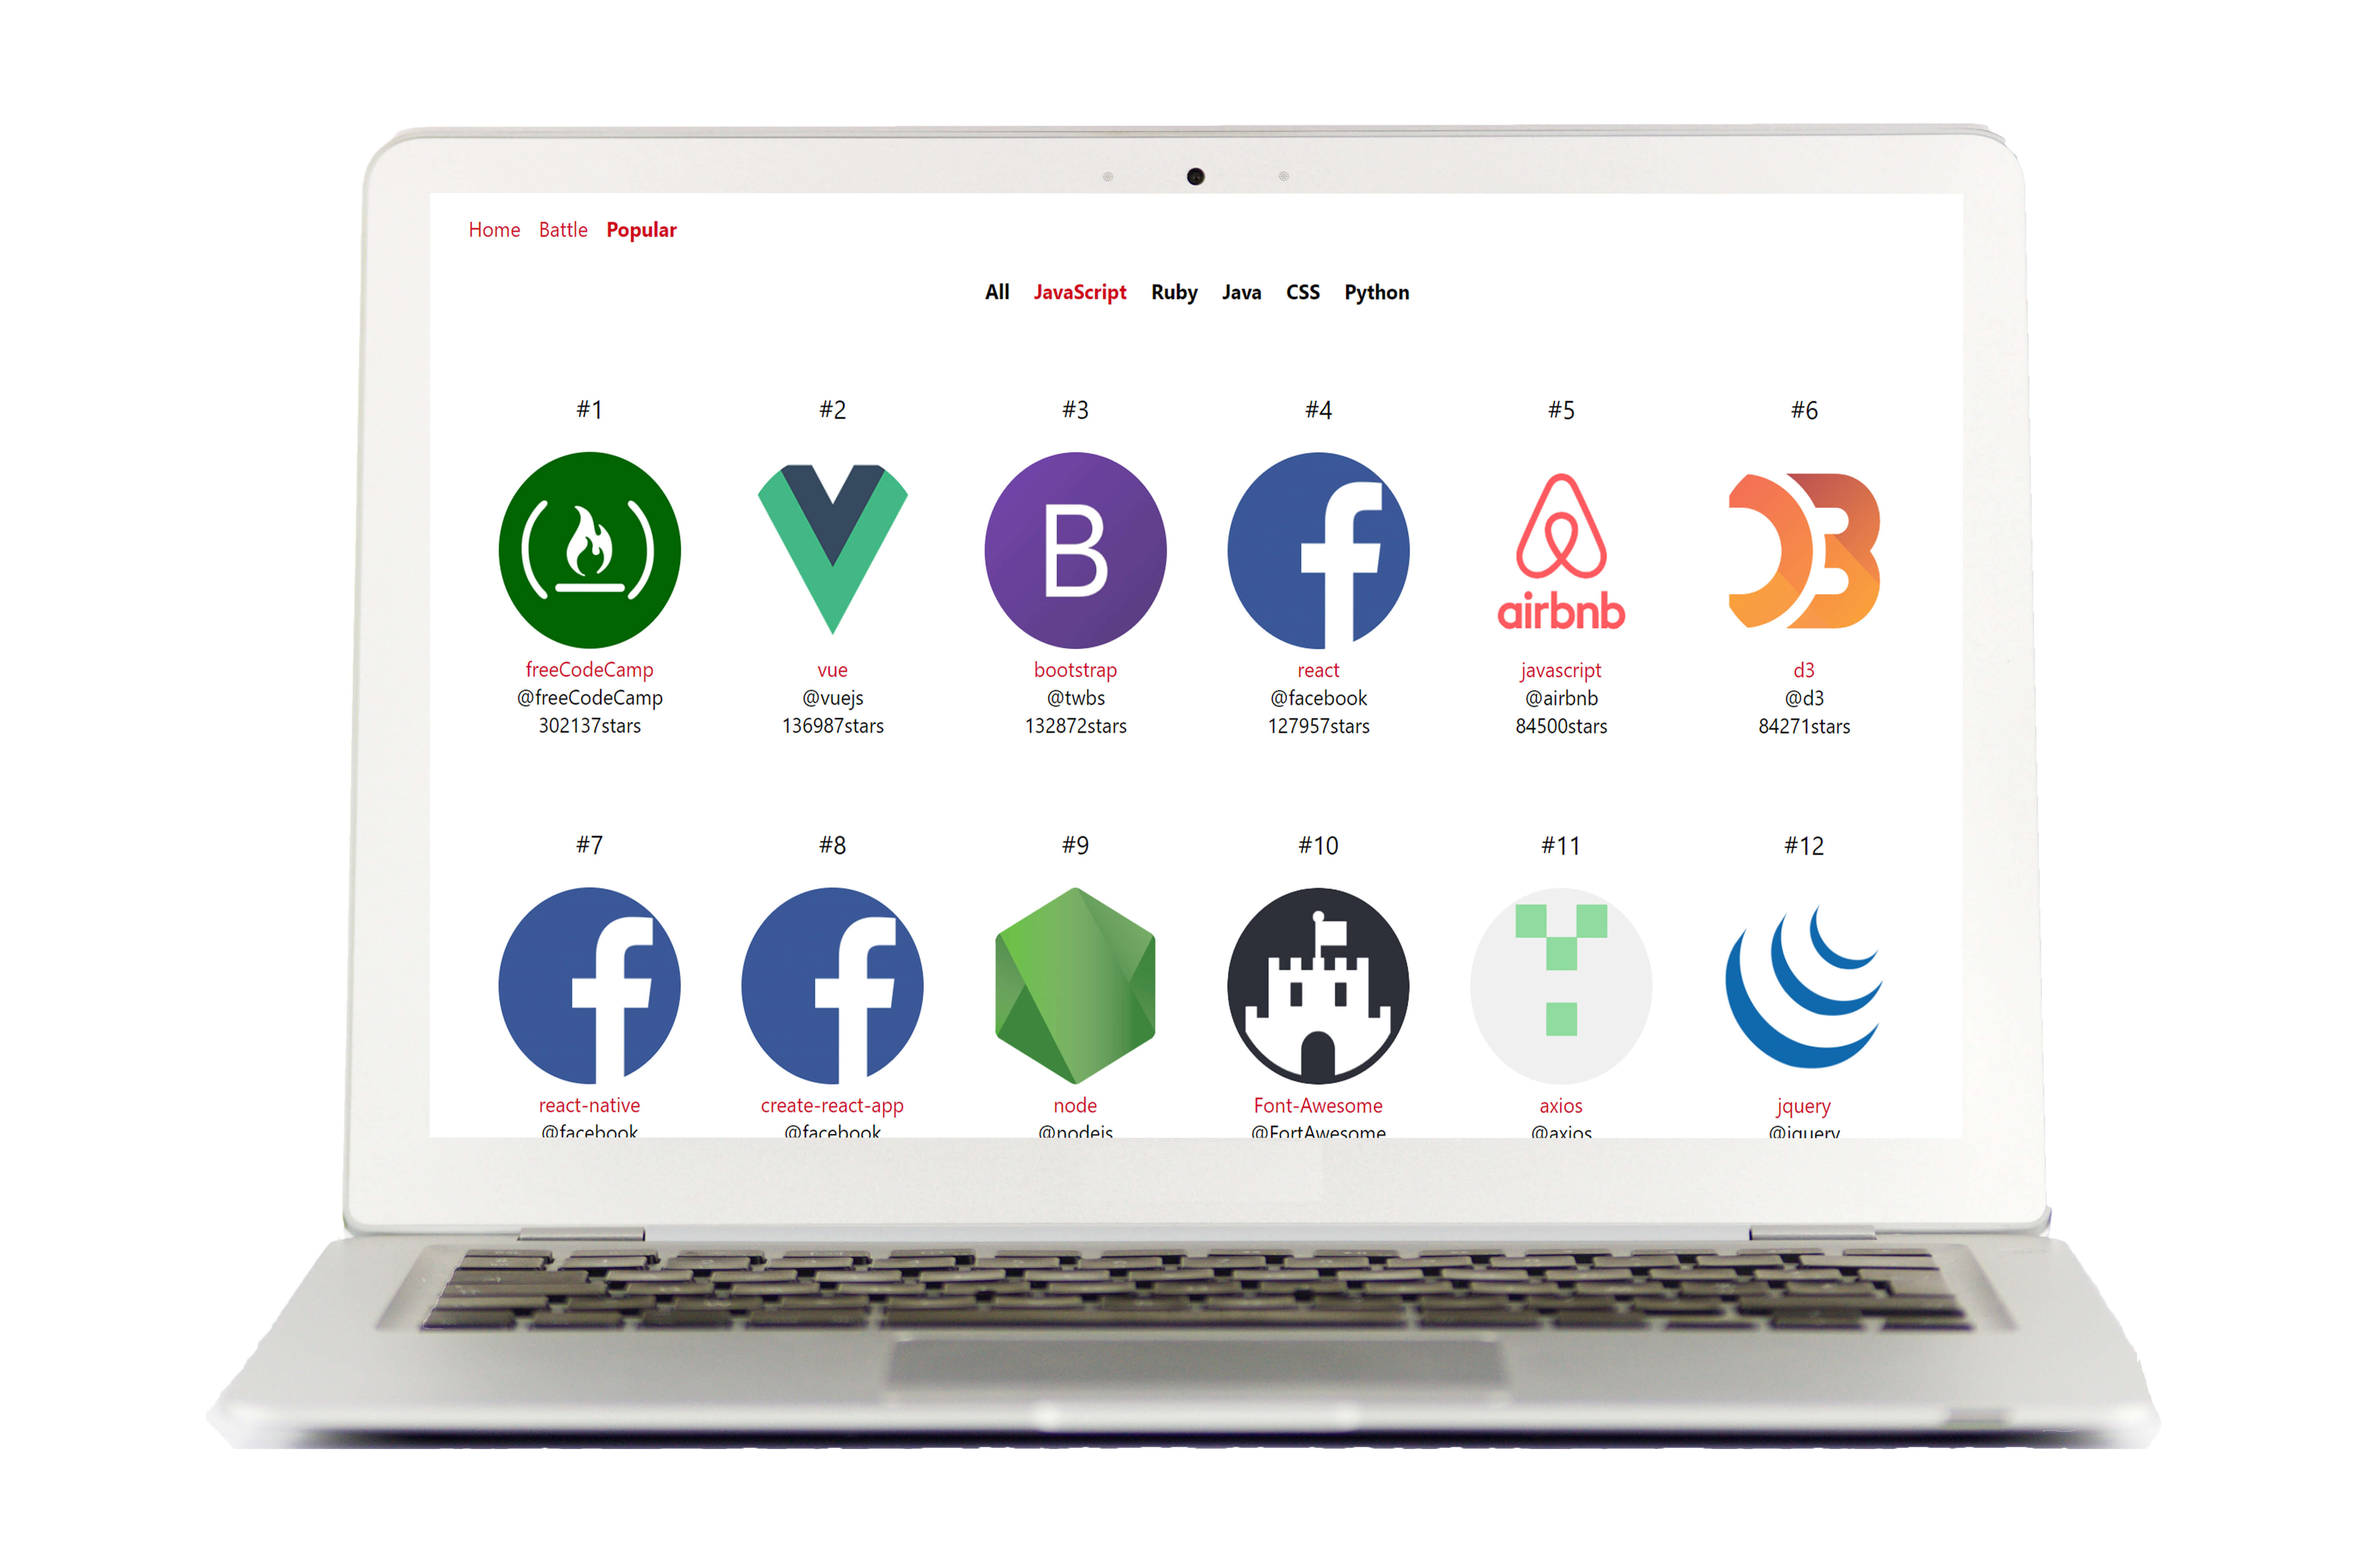 Home Battle Popular
All JavaScript Ruby Java CSS Python
#1 #2 #3 #4 #5 #6
B airbnb D3
freeCodeCamp vue bootstrap react javascript d3
@freeCodeCamp @vuejs @twbs @facebook @airbnb @d3
302137stars 136987stars 132872stars 127957stars 84500stars 84271stars
#7 #8 #9 #10 #11 #12
react-native create-react-app node Font-Awesome axios jquery
@facebook @facebook @nodejs @FortAwesome @axios @jquery